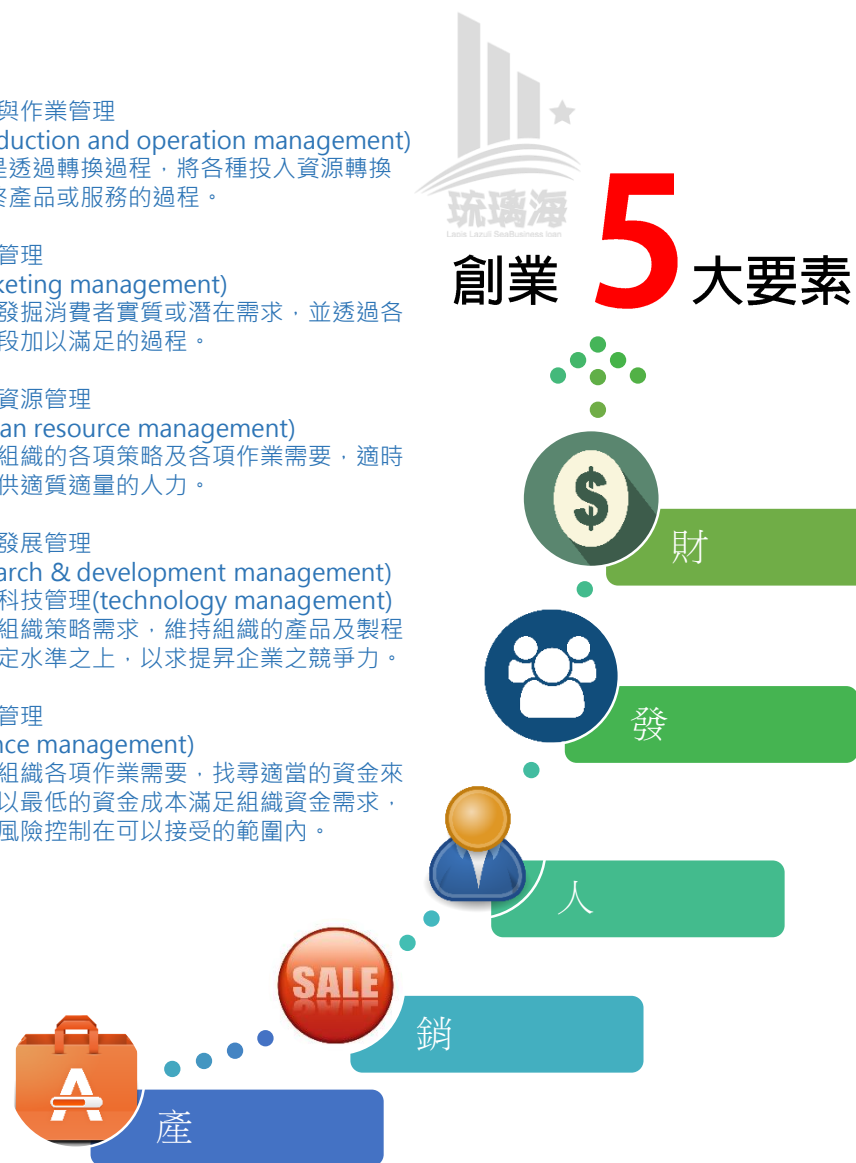 與作業管理
duction and operation management)
是透過轉換過程，將各種投入資源轉換
終產品或服務的過程。
管理
keting management)
發掘消費者實質或潛在需求，並透過各
段加以滿足的過程。
資源管理
an resource management)
組織的各項策略及各項作業需要，適時
供適質適量的人力。
發展管理
arch & development management)
科技管理(technology management)
組織策略需求，維持組織的產品及製程
定水準之上，以求提昇企業之競爭力。
管理
nce management)
組織各項作業需要，找尋適當的資金來
以最低的資金成本滿足組織資金需求，
風險控制在可以接受的範圍內。
琉璃海
Lapis Lazuli SeaBusiness Ioan
創業 5 大要素
$
財
發
人
SALE
銷
A
產